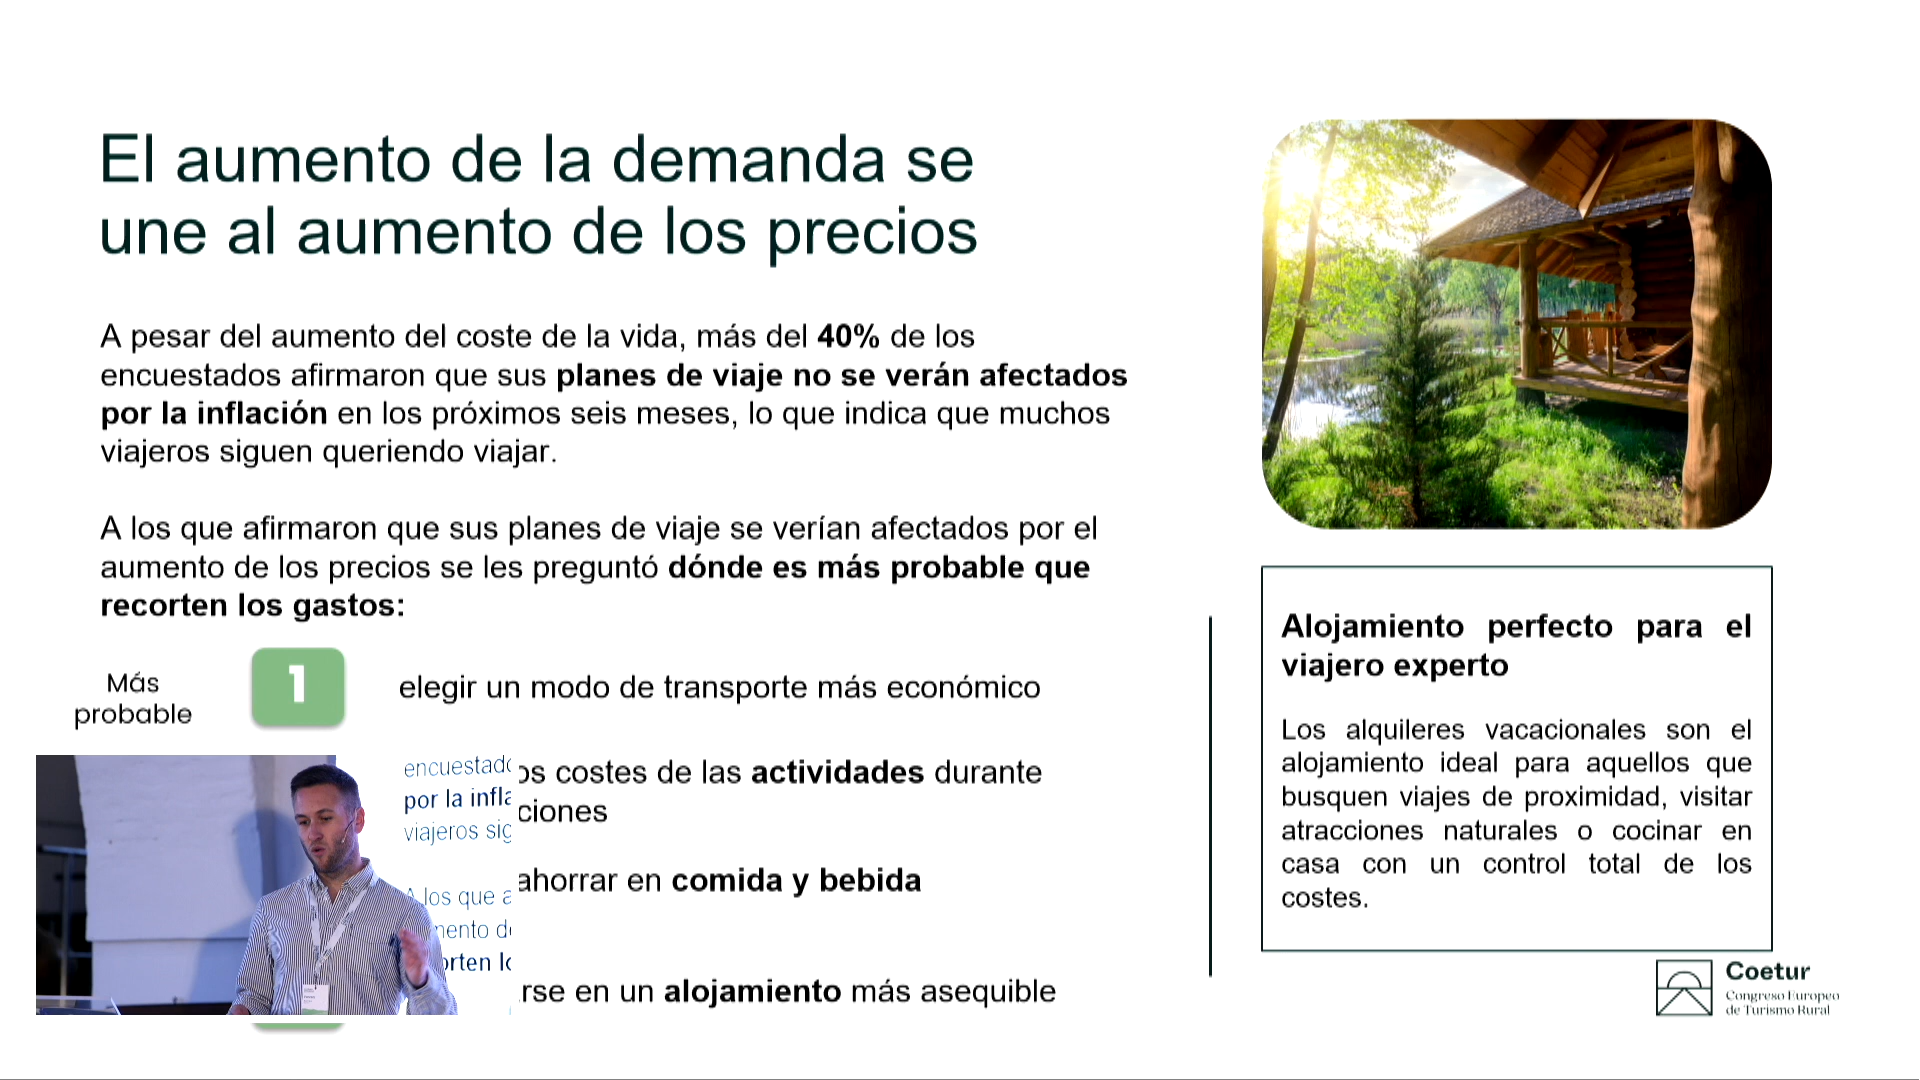 El aumento de la demanda se
une al aumento de los precios
A pesar del aumento del coste de la vida, más del 40% de los
encuestados afirmaron que sus planes de viaje no se verán afectados
por la inflación en los próximos seis meses, lo que indica que muchos
viajeros siguen queriendo viajar.
A los que afirmaron que sus planes de viaje se verían afectados por el
aumento de los precios se les preguntó dónde es más probable que
recorten los gastos:
Más
probable
1
elegir un modo de transporte más económico
costes de las actividades durante
ahorrar en comida y bebida
en un alojamiento más asequible
por la
los que
Alojamiento perfecto para el
viajero experto
Los alquileres vacacionales son el
alojamiento ideal para aquellos que
busquen viajes de proximidad, visitar
atracciones naturales o cocinar en
casa con un control total de los
costes.
Coetur
Congreso Europeo
de Turismo Rural